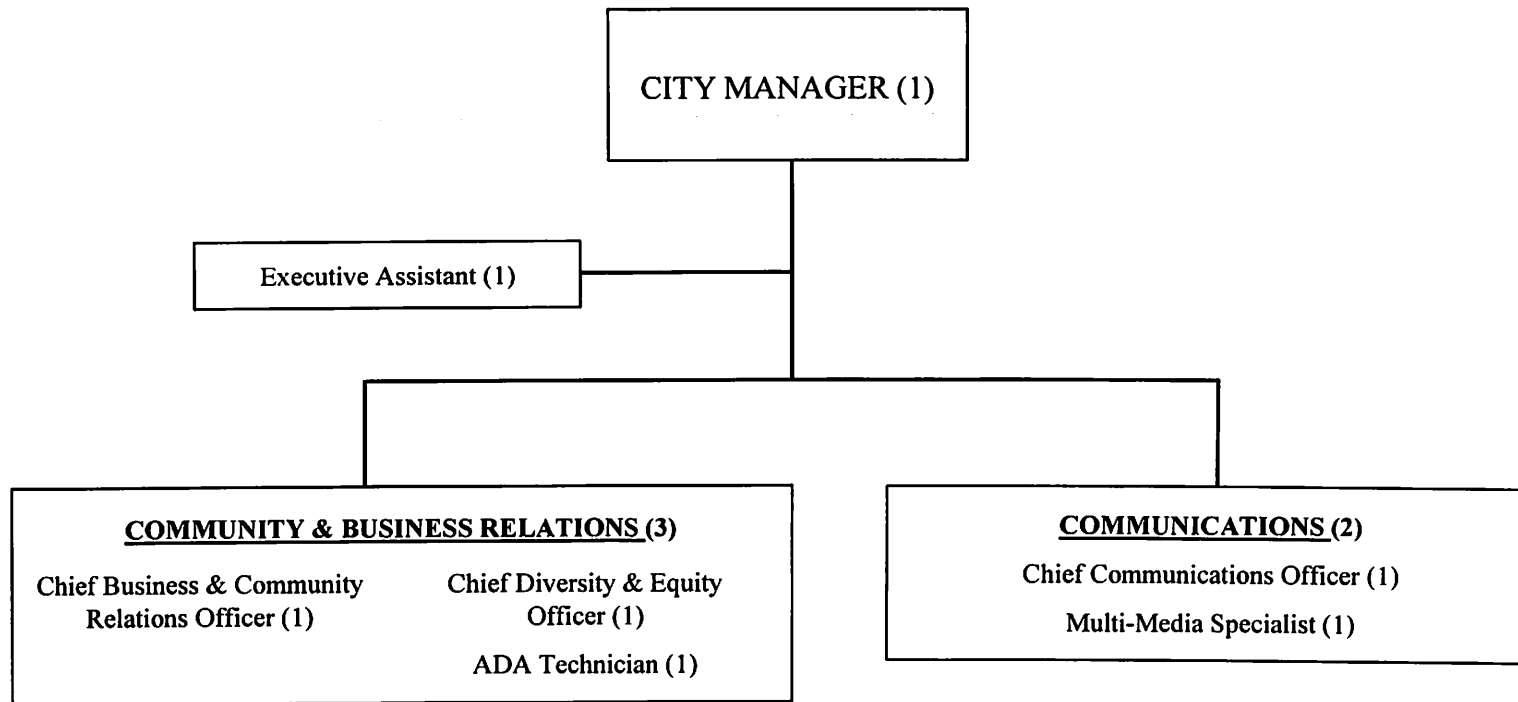 CITY MANAGER (1)
Executive Assistant (1)
COMMUNITY & BUSINESS RELATIONS (3)
Chief Business & Community
Relations Officer (1)
Chief Diversity & Equity
Officer (1)
ADA Technician (1)
COMMUNICATIONS (2)
Chief Communications Officer (1)
Multi-Media Specialist (1)